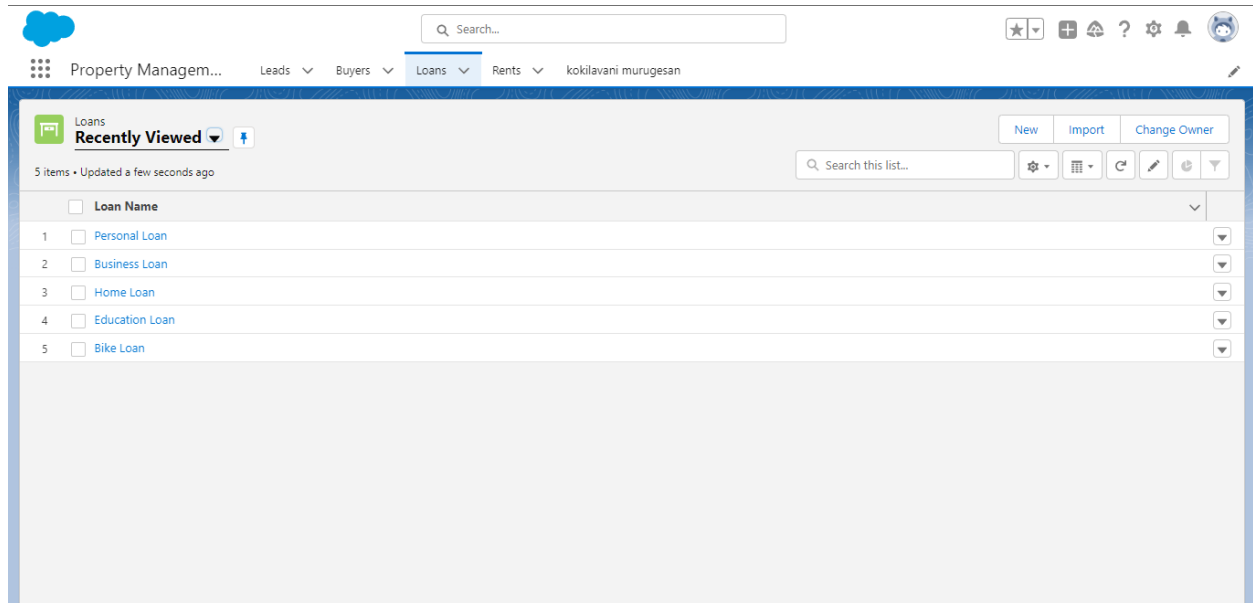 Search...
Property Managem... Leads Buyers Loans Rents kokilavani murugesan
Loans
Recently Viewed
New Import Change Owner
5 items • Updated a few seconds ago
Search this list...
Loan Name
1 Personal Loan
2 Business Loan
3 Home Loan
4 Education Loan
5 Bike Loan